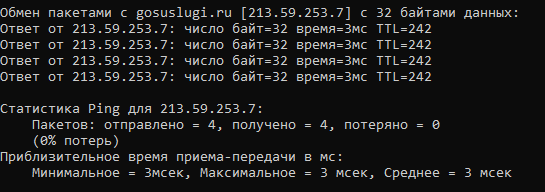 Обмен пакетами с gosuslugi.ru [213.59.253.7] с 32 байтами данных:
Ответ от 213.59.253.7: число байт=32 время=3мс TTL=242
Ответ от 213.59.253.7: число байт=32 время=3мс TTL=242
Ответ от 213.59.253.7: число байт=32 время=3мс TTL=242
Ответ от 213.59.253.7: число байт=32 время=3мс TTL=242
Статистика Ping для 213.59.253.7:
Пакетов: отправлено = 4, получено = 4, потеряно = 0
(0% потерь)
Приблизительное время приема-передачи в мс:
Минимальное = 3мсек, Максимальное = 3 мсек, Среднее = 3 мсек